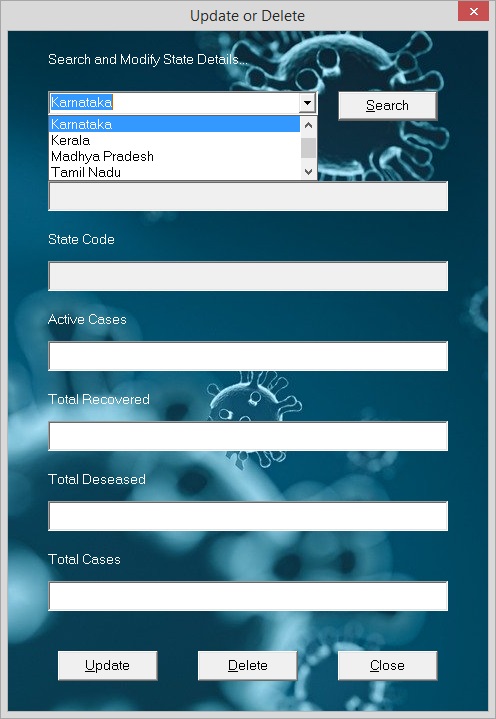 Update or Delete
Search and Modify State Details...
Karnataka
Search
Karnataka
Kerala
Madhya Pradesh
Tamil Nadu
State Code
Active Cases
Total Recovered
Total Deseased
Total Cases
Update
Delete
Close